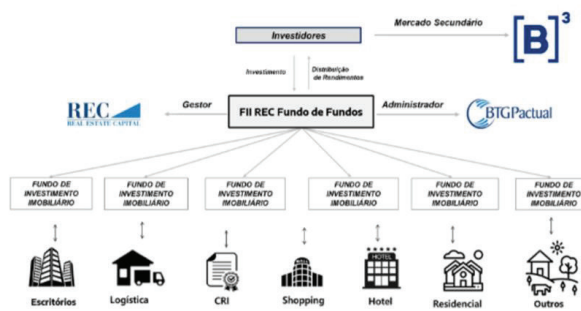 Investidores
Mercado Secundário
[B]³
Investimento
Distribuição
de Rendimentos
REC
REAL ESTATE CAPITAL
Gestor
FII REC Fundo de Fundos
Administrador
BTGPactual
FUNDO DE
INVESTIMENTO
IMOBILIÁRIO
FUNDO DE
INVESTIMENTO
IMOBILIÁRIO
FUNDO DE
INVESTIMENTO
IMOBILIÁRIO
FUNDO DE
INVESTIMENTO
IMOBILIÁRIO
FUNDO DE
INVESTIMENTO
IMOBILIÁRIO
FUNDO DE
INVESTIMENTO
IMOBILIÁRIO
HOTEL
Escritórios
Logística
CRI
Shopping
Hotel
Residencial
Outros